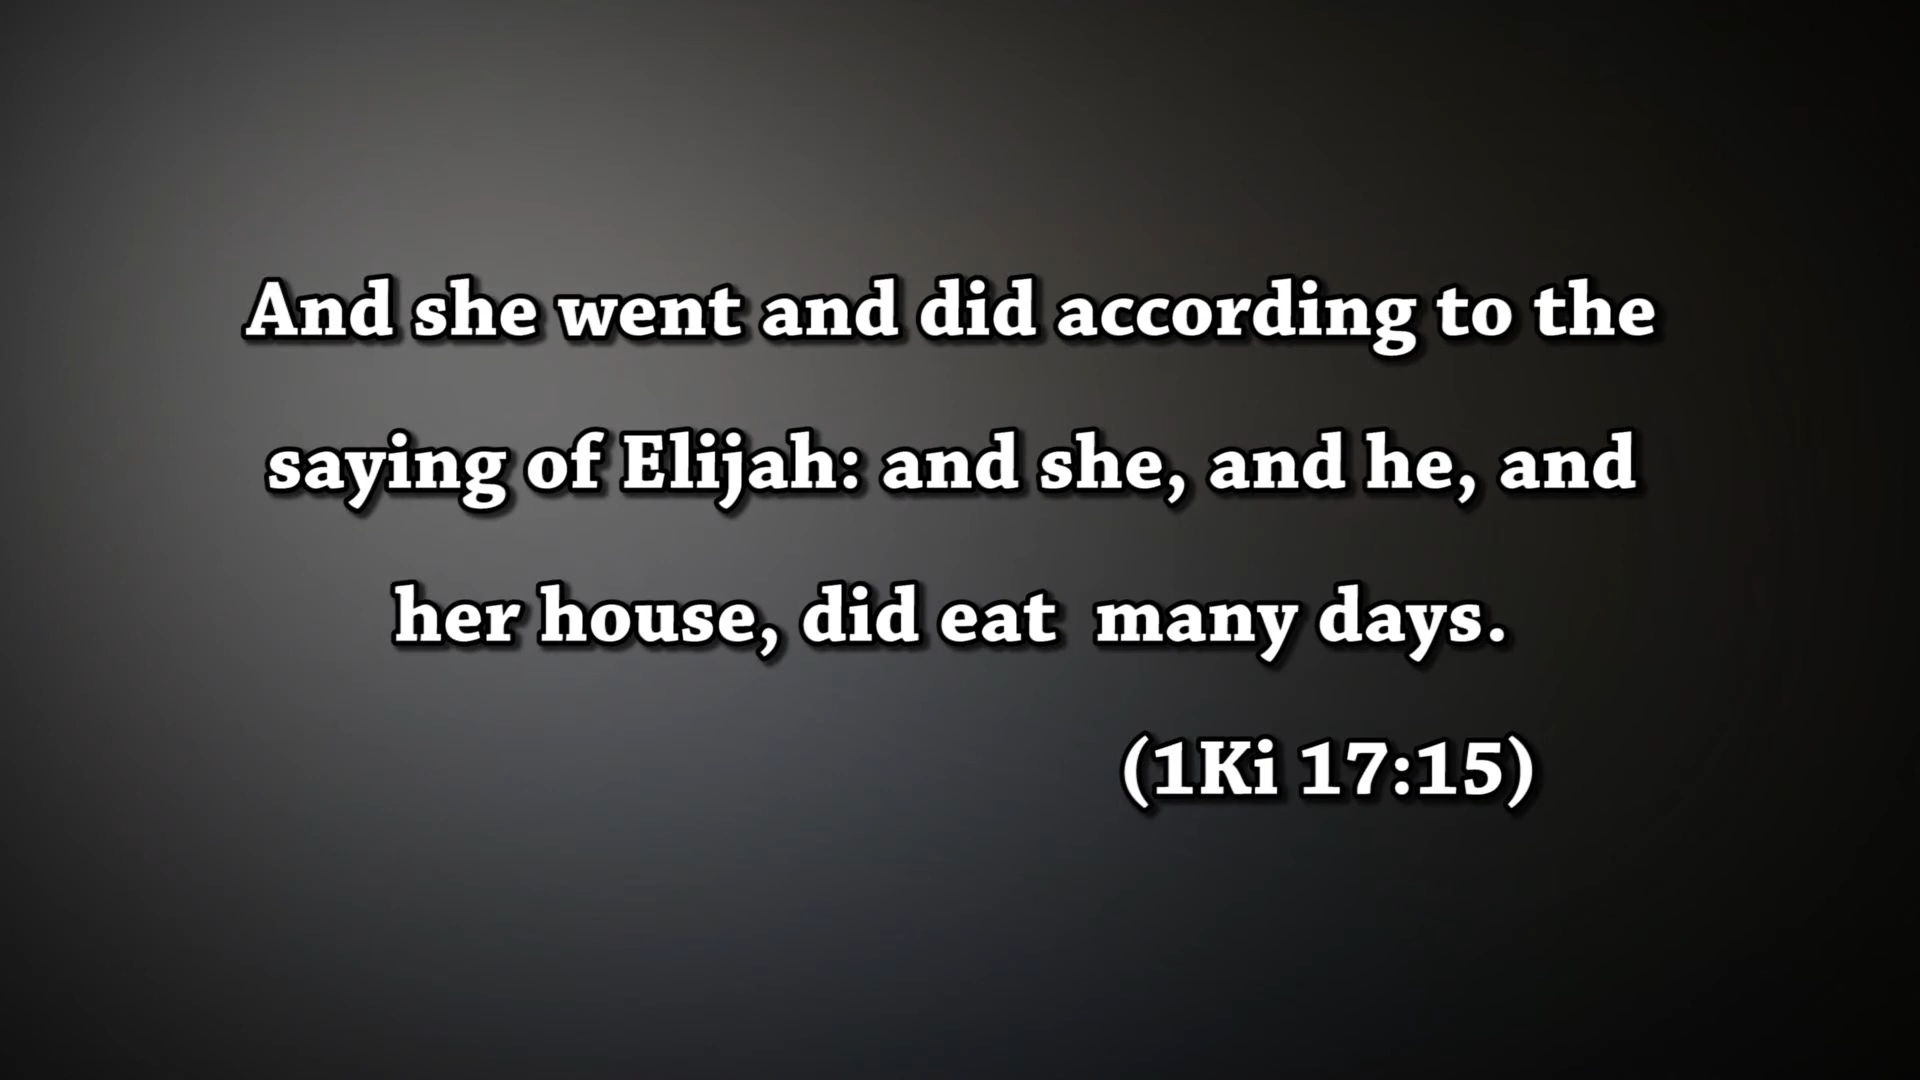 And she went and did according to the
saying of Elijah: and she, and he, and
her house, did eat  many days.
(1Ki 17:15)